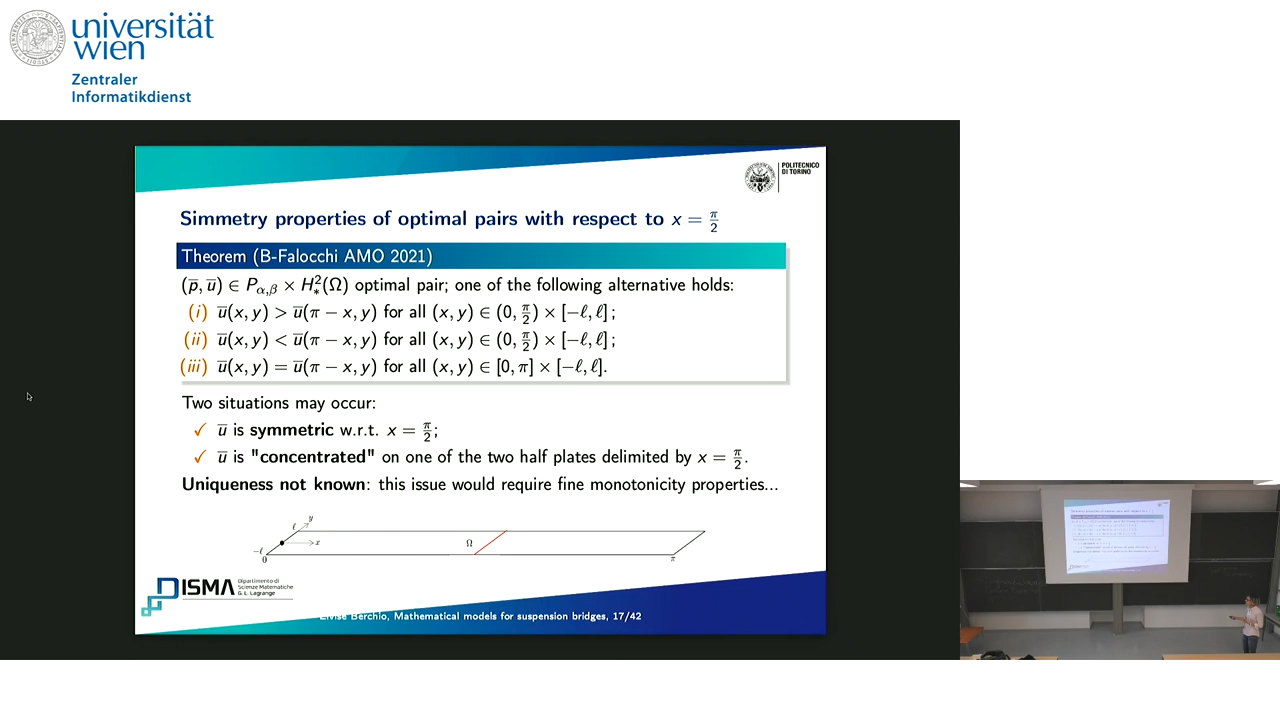 universität
wien
Zentraler
Informatikdienst
POLITECNICO
DI TORINO
Simmetry properties of optimal pairs with respect to x = π/2
Theorem (B-Falocchi AMO 2021)
(p̅, u̅) ∈ P_{α,β} × H²_*(Ω) optimal pair; one of the following alternative holds:
(i) u̅(x, y) > u̅(π − x, y) for all (x, y) ∈ (0, π/2) × [−ℓ, ℓ];
(ii) u̅(x, y) < u̅(π − x, y) for all (x, y) ∈ (0, π/2) × [−ℓ, ℓ];
(iii) u̅(x, y) = u̅(π − x, y) for all (x, y) ∈ [0, π] × [−ℓ, ℓ].
Two situations may occur:
✓ u̅ is symmetric w.r.t. x = π/2;
✓ u̅ is "concentrated" on one of the two half plates delimited by x = π/2.
Uniqueness not known: this issue would require fine monotonicity properties...
ℓ y
x
Ω
−ℓ
0
π
DISMA
Dipartimento di
Scienze Matematiche
G. L. Lagrange
Elvise Berchio, Mathematical models for suspension bridges, 17/42